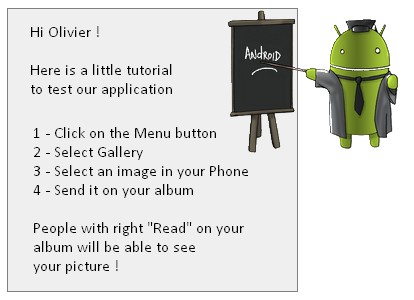 Hi Olivier !
Here is a little tutorial
to test our application
1 - Click on the Menu button
2 - Select Gallery
3 - Select an image in your Phone
4 - Send it on your album
People with right "Read" on your
album will be able to see
your picture !
ANDROID